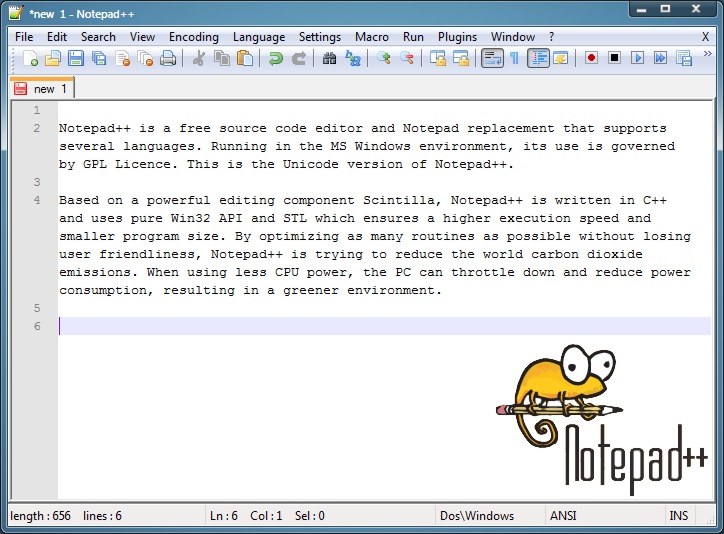 *new 1 - Notepad++
File Edit Search View Encoding Language Settings Macro Run Plugins Window ? X
new 1
1
2 Notepad++ is a free source code editor and Notepad replacement that supports
several languages. Running in the MS Windows environment, its use is governed
by GPL Licence. This is the Unicode version of Notepad++.
3
4 Based on a powerful editing component Scintilla, Notepad++ is written in C++
and uses pure Win32 API and STL which ensures a higher execution speed and
smaller program size. By optimizing as many routines as possible without losing
user friendliness, Notepad++ is trying to reduce the world carbon dioxide
emissions. When using less CPU power, the PC can throttle down and reduce power
consumption, resulting in a greener environment.
5
6
Notepad++
length : 656 lines : 6 Ln : 6 Col : 1 Sel : 0 Dos\Windows ANSI INS